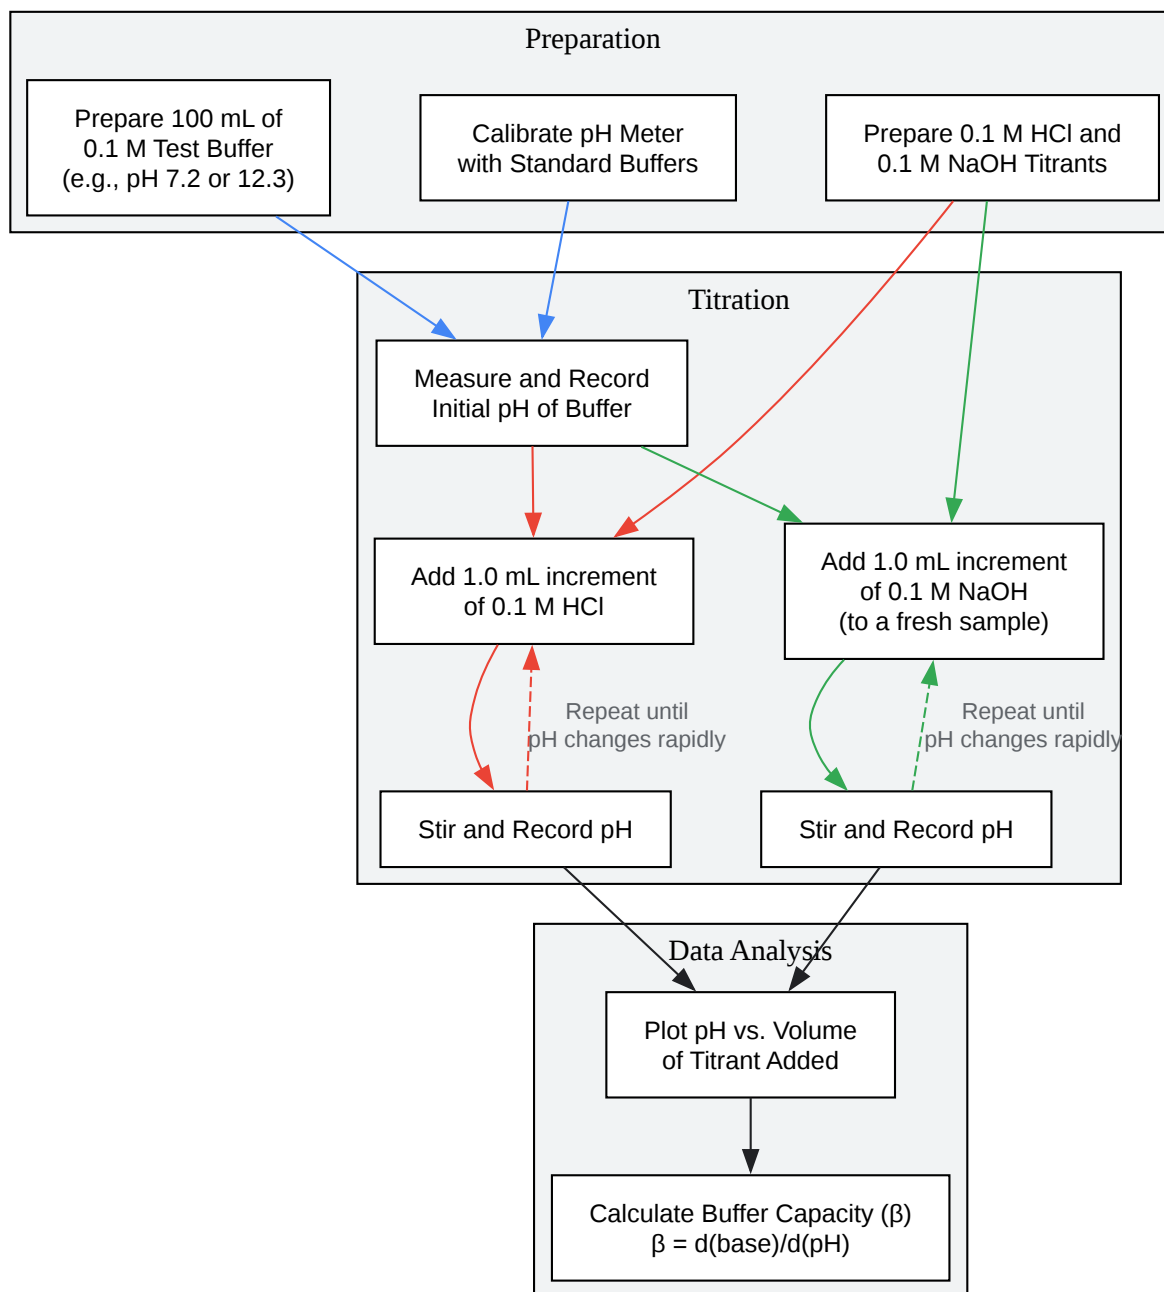 Preparation
Prepare 100 mL of
0.1 M Test Buffer
(e.g., pH 7.2 or 12.3)
Calibrate pH Meter
with Standard Buffers
Prepare 0.1 M HCl and
0.1 M NaOH Titrants
Titration
Measure and Record
Initial pH of Buffer
Add 1.0 mL increment
of 0.1 M HCl
Add 1.0 mL increment
of 0.1 M NaOH
(to a fresh sample)
Repeat until
pH changes rapidly
Repeat until
pH changes rapidly
Stir and Record pH
Stir and Record pH
Data Analysis
Plot pH vs. Volume
of Titrant Added
Calculate Buffer Capacity (β)
β = d(base)/d(pH)